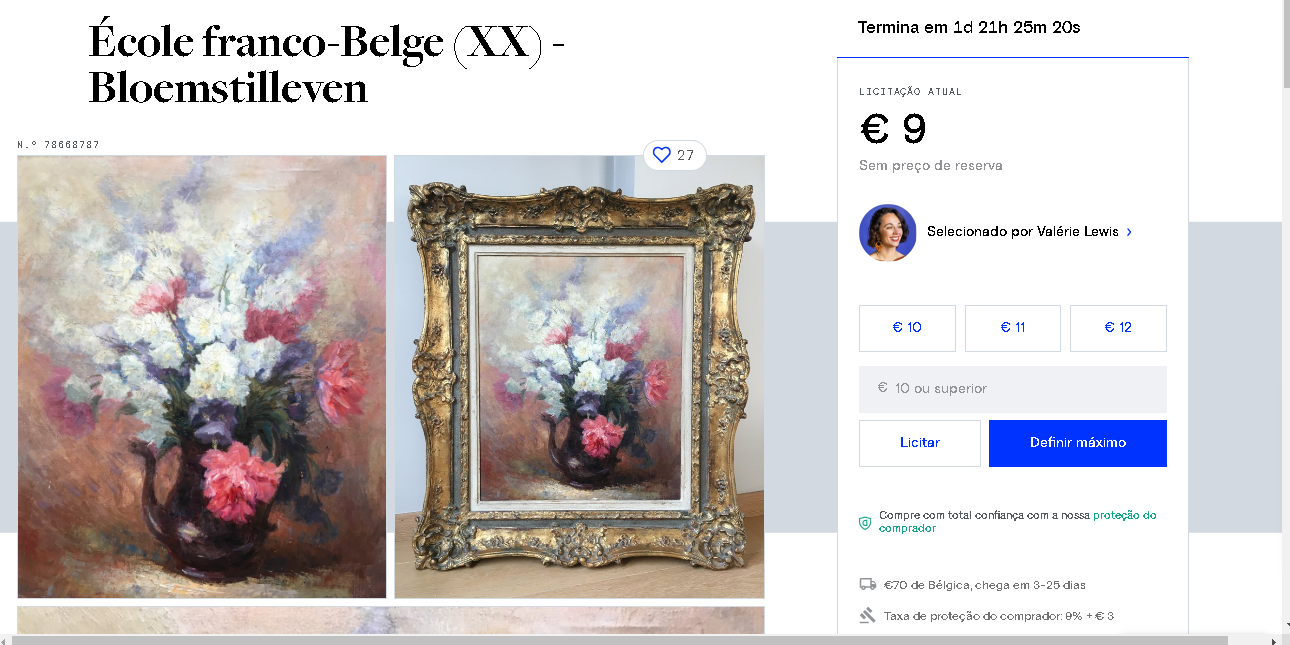 École franco-Belge (XX) -
Bloemstilleven
N.º 78668787
27
Termina em 1d 21h 25m 20s
LICITAÇÃO ATUAL
€ 9
Sem preço de reserva
Selecionado por Valérie Lewis
€ 10
€ 11
€ 12
€ 10 ou superior
Licitar
Definir máximo
Compre com total confiança com a nossa proteção do
comprador
€70 de Bélgica, chega em 3-25 dias
Taxa de proteção do comprador: 9% + € 3